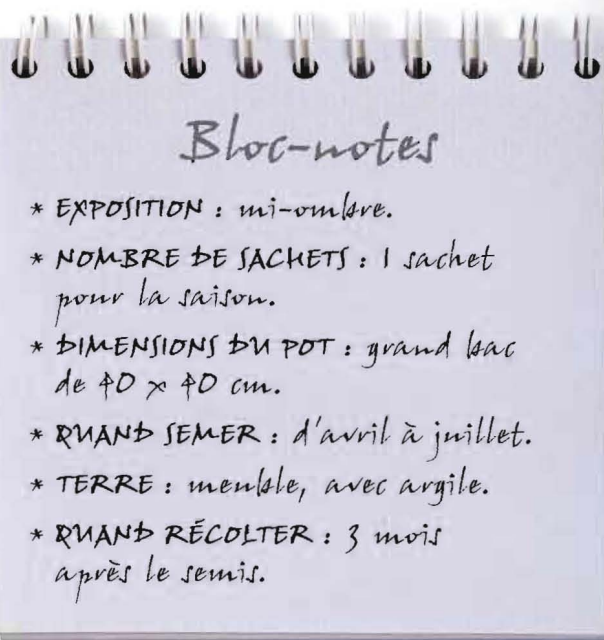 Bloc-notes
* EXPOSITION : mi-ombre.
* NOMBRE DE SACHETS : 1 sachet
pour la saison.
* DIMENSIONS DU POT : grand bac
de 40 x 40 cm.
* QUAND SEMER : d'avril à juillet.
* TERRE : meuble, avec argile.
* QUAND RÉCOLTER : 3 mois
après le semis.